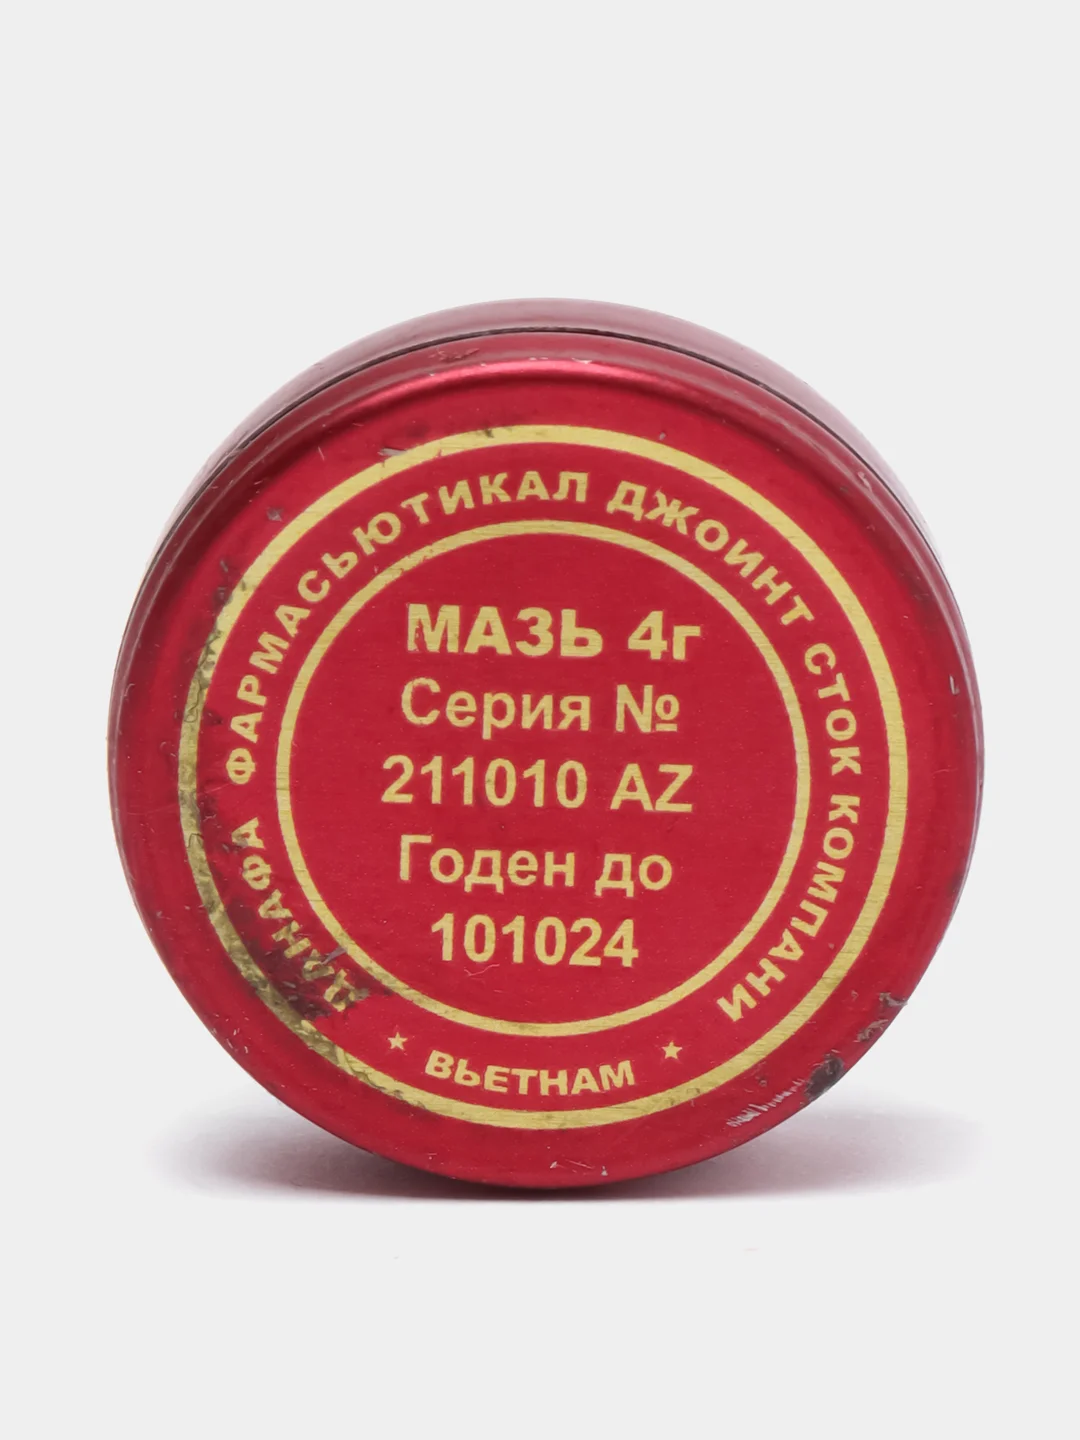 ДАНАФА ФАРМАСЬЮТИКАЛ ДЖОИНТ СТОК КОМПАНИ
МАЗЬ 4г
Серия №
211010 AZ
Годен до
101024
★ ВЬЕТНАМ ★